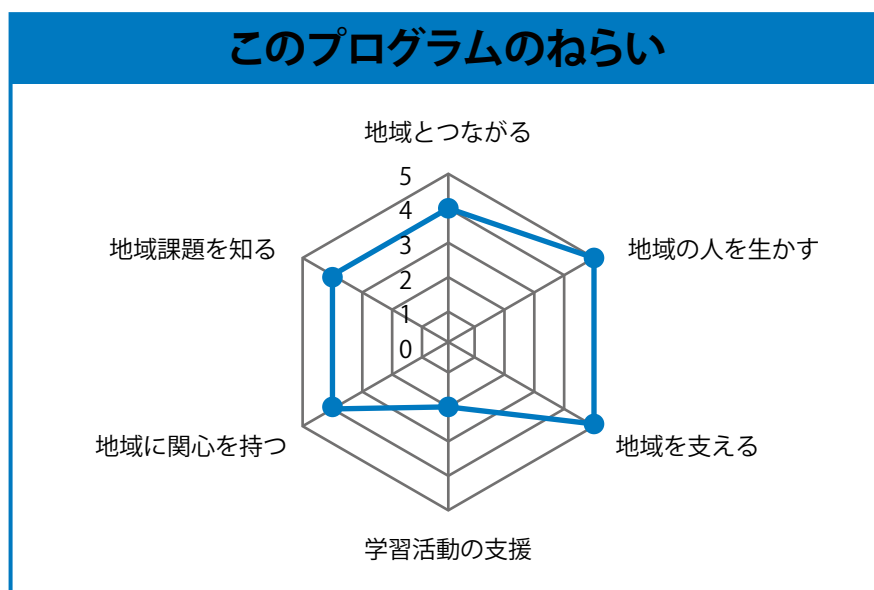 このプログラムのねらい
地域とつながる
5
4
3
2
1
0
地域課題を知る
地域の人を生かす
地域に関心を持つ
地域を支える
学習活動の支援